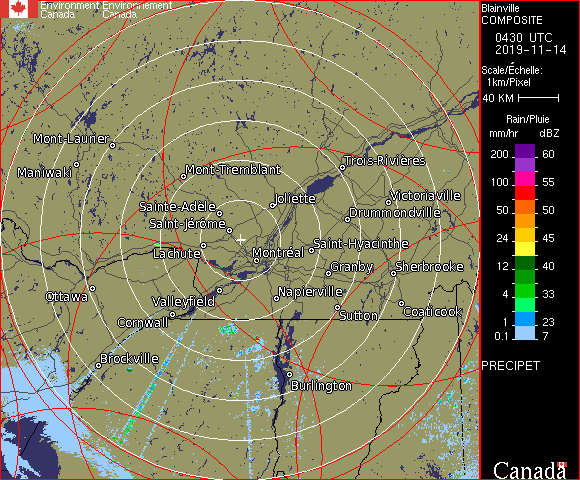 Environment Environnement
Canada Canada
Blainville
COMPOSITE
0430 UTC
2019-11-14
Scale/Échelle:
1km/Pixel
40 KM
Rain/Pluie
mm/hr dBZ
200 60
57
100 55
50 50
45
24 35
12 40
4 33
20
1 23
0.1 7
PRECIPET
Canada
Mont-Laurier
Maniwaki
Mont-Tremblant
Trois-Rivières
Joliette
Victoriaville
Sainte-Adèle
Drummondville
Saint-Jérôme
Saint-Hyacinthe
Lachute
Montréal
Granby
Sherbrooke
Ottawa
Valleyfield
Napierville
Cornwall
Sutton
Coaticook
Brockville
Burlington